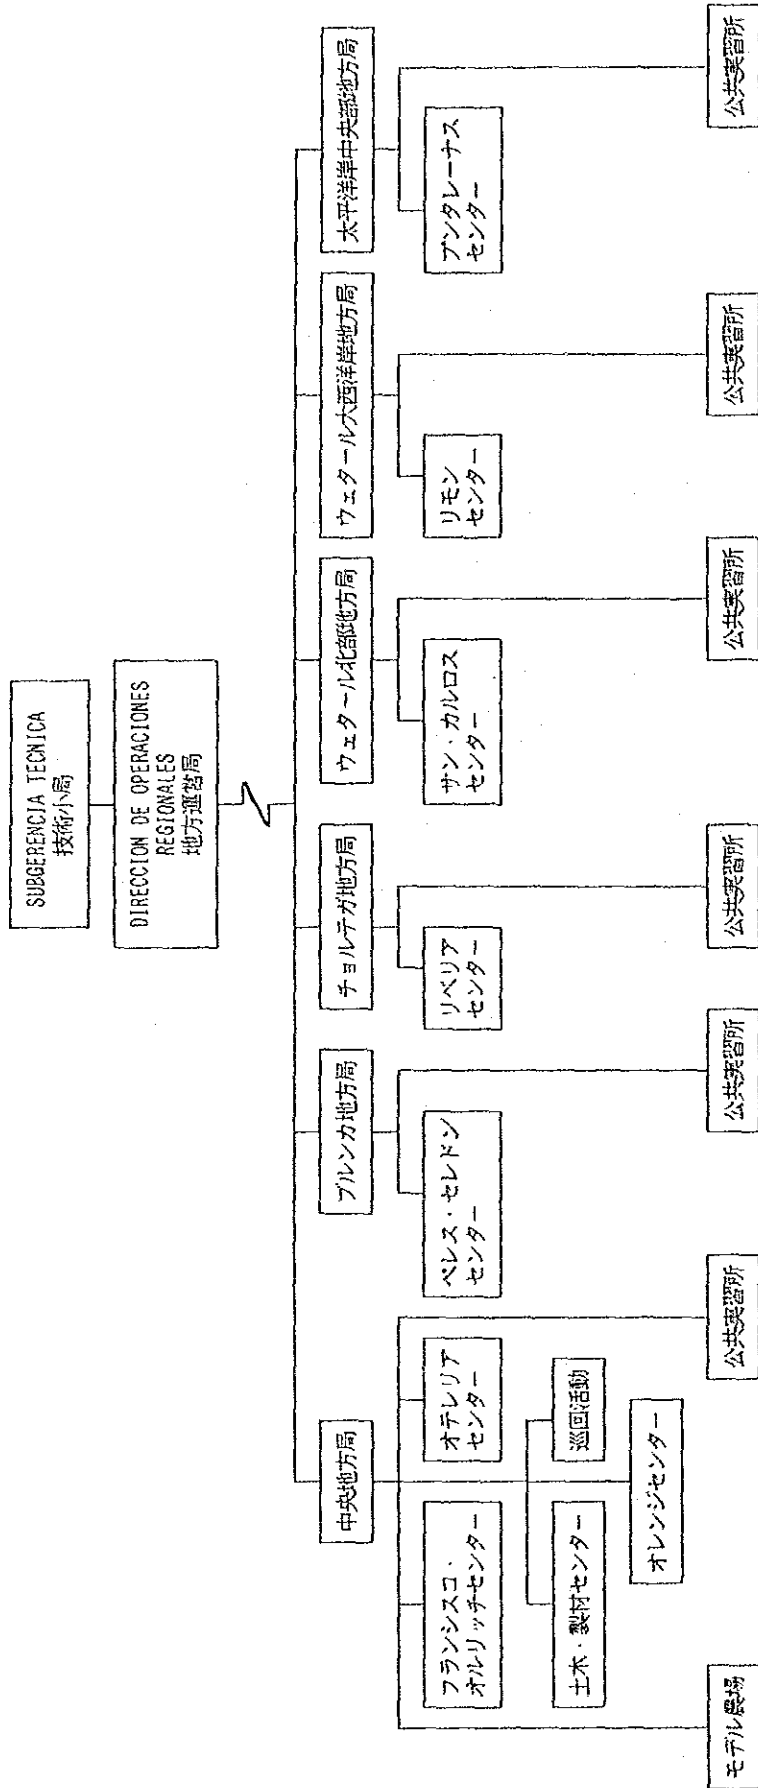 SUBGERENCIA TECNICA
技術小局
DIRECCION DE OPERACIONES
REGIONALES
地方運営局
中央地方局
ブルンカ地方局
チョルテガ地方局
ウェタール北部地方局
ウェタール大西洋岸地方局
太平洋岸中央部地方局
フランシスコ・
オルリッチセンター
オテレリア
センター
ペレス・セレドン
センター
リベリア
センター
サン・カルロス
センター
リモン
センター
プンタレーナス
センター
土木・製材センター
巡回活動
オレンジセンター
モデル農場
公共実習所
公共実習所
公共実習所
公共実習所
公共実習所
公共実習所